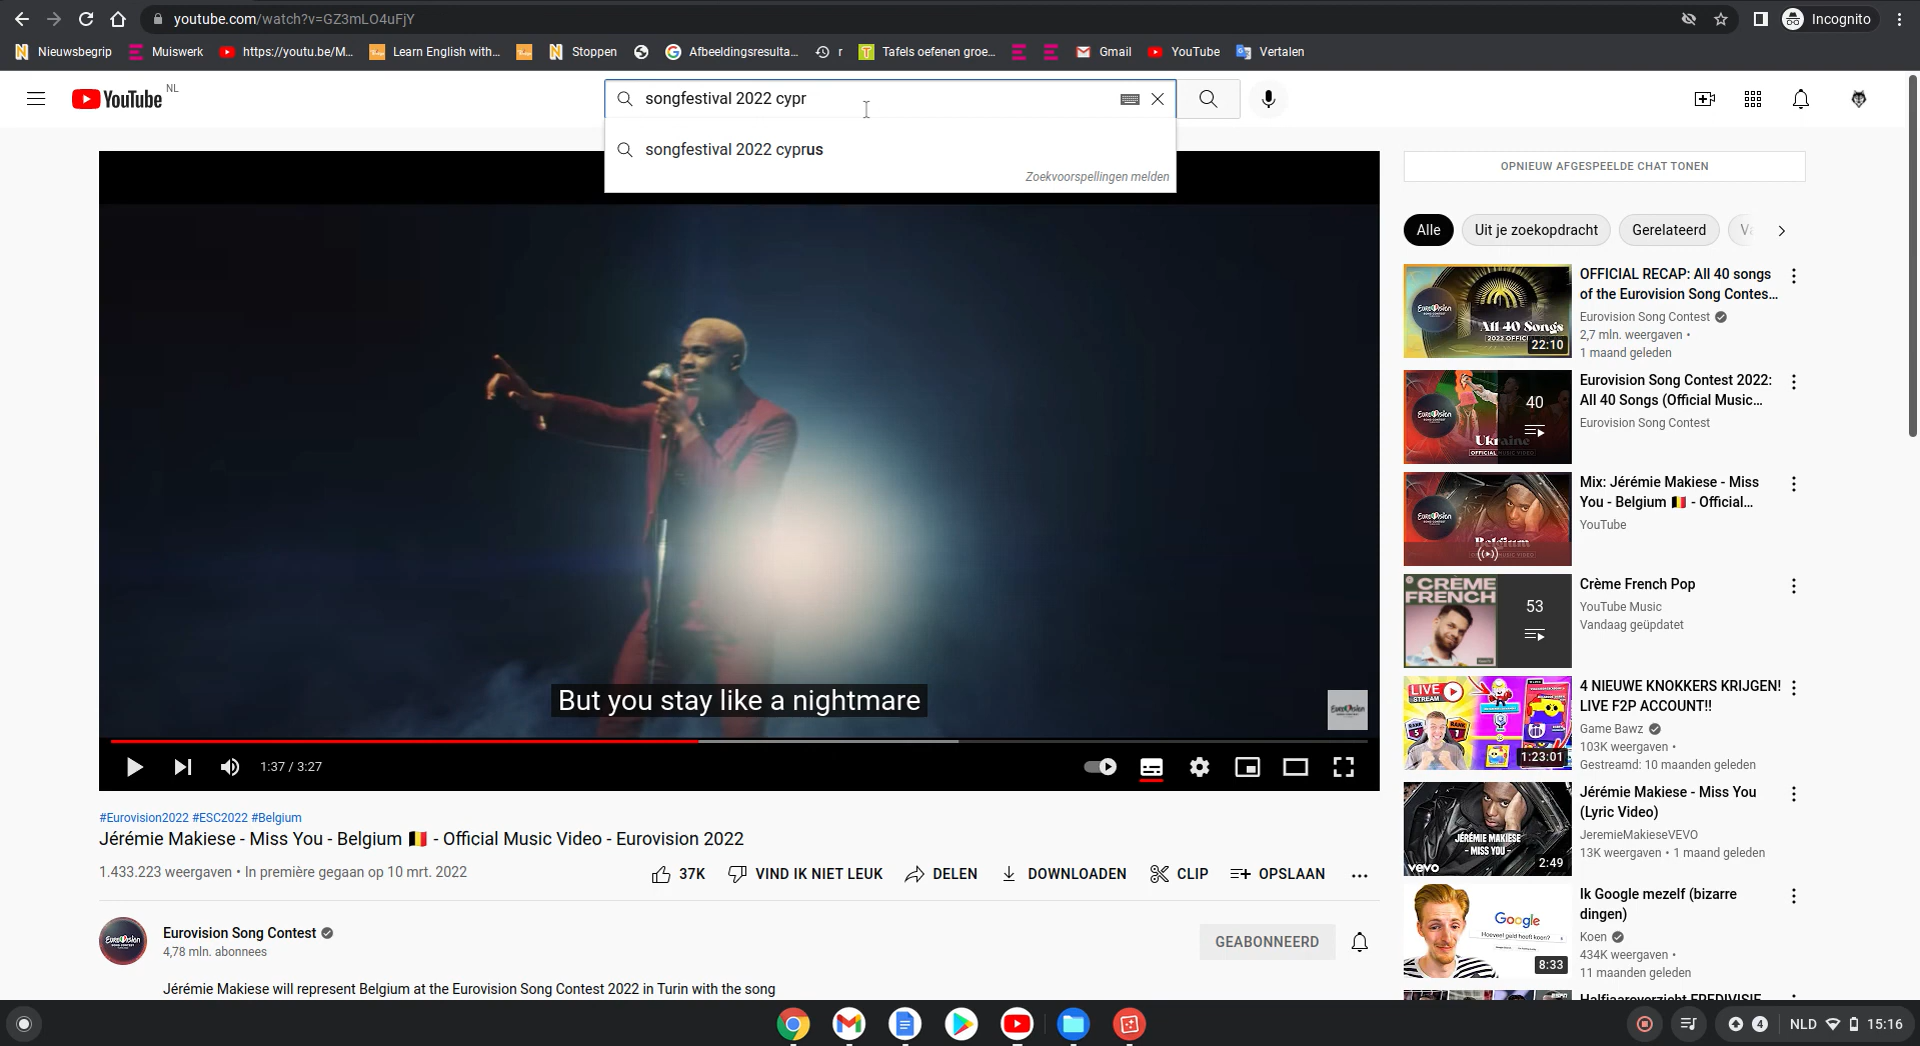 youtube.com/watch?v=GZ3mLO4uFjY
Incognito
Nieuwsbegrip
Muiswerk
https://youtu.be/M...
Learn English with...
Stoppen
Afbeeldingsresulta...
r
Tafels oefenen groe...
Gmail
YouTube
Vertalen
YouTube NL
songfestival 2022 cypr
songfestival 2022 cyprus
Zoekvoorspellingen melden
But you stay like a nightmare
1:37 / 3:27
#Eurovision2022 #ESC2022 #Belgium
Jérémie Makiese - Miss You - Belgium 🇧🇪 - Official Music Video - Eurovision 2022
1.433.223 weergaven • In première gegaan op 10 mrt. 2022
37K
VIND IK NIET LEUK
DELEN
DOWNLOADEN
CLIP
OPSLAAN
Eurovision Song Contest
4,78 mln. abonnees
GEABONNEERD
Jérémie Makiese will represent Belgium at the Eurovision Song Contest 2022 in Turin with the song
OPNIEUW AFGESPEELDE CHAT TONEN
Alle
Uit je zoekopdracht
Gerelateerd
All 40 Songs
22:10
OFFICIAL RECAP: All 40 songs
of the Eurovision Song Contes...
Eurovision Song Contest
2,7 mln. weergaven •
1 maand geleden
40
Ukraine
Eurovision Song Contest 2022:
All 40 Songs (Official Music...
Eurovision Song Contest
Belgium
Mix: Jérémie Makiese - Miss
You - Belgium 🇧🇪 - Official...
YouTube
CRÈME
FRENCH
53
Crème French Pop
YouTube Music
Vandaag geüpdatet
LIVE
STREAM
1:23:01
4 NIEUWE KNOKKERS KRIJGEN!
LIVE F2P ACCOUNT!!
Game Bawz
103K weergaven •
Gestreamd: 10 maanden geleden
JÉRÉMIE MAKIESE
- MISS YOU -
vevo
2:49
Jérémie Makiese - Miss You
(Lyric Video)
JeremieMakieseVEVO
13K weergaven • 1 maand geleden
Google
Hoeveel geld heeft koen?
8:33
Ik Google mezelf (bizarre
dingen)
Koen
434K weergaven •
11 maanden geleden
Halfjaaroverzicht EREDIVISIE
4
NLD
15:16